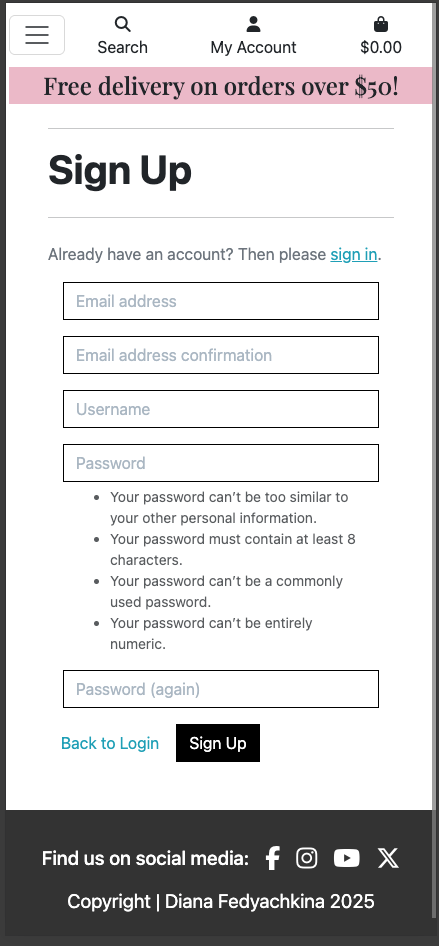 Search
My Account
$0.00
Free delivery on orders over $50!
Sign Up
Already have an account? Then please sign in.
Email address
Email address confirmation
Username
Password
• Your password can’t be too similar to
your other personal information.
• Your password must contain at least 8
characters.
• Your password can’t be a commonly
used password.
• Your password can’t be entirely
numeric.
Password (again)
Back to Login
Sign Up
Find us on social media:
Copyright | Diana Fedyachkina 2025